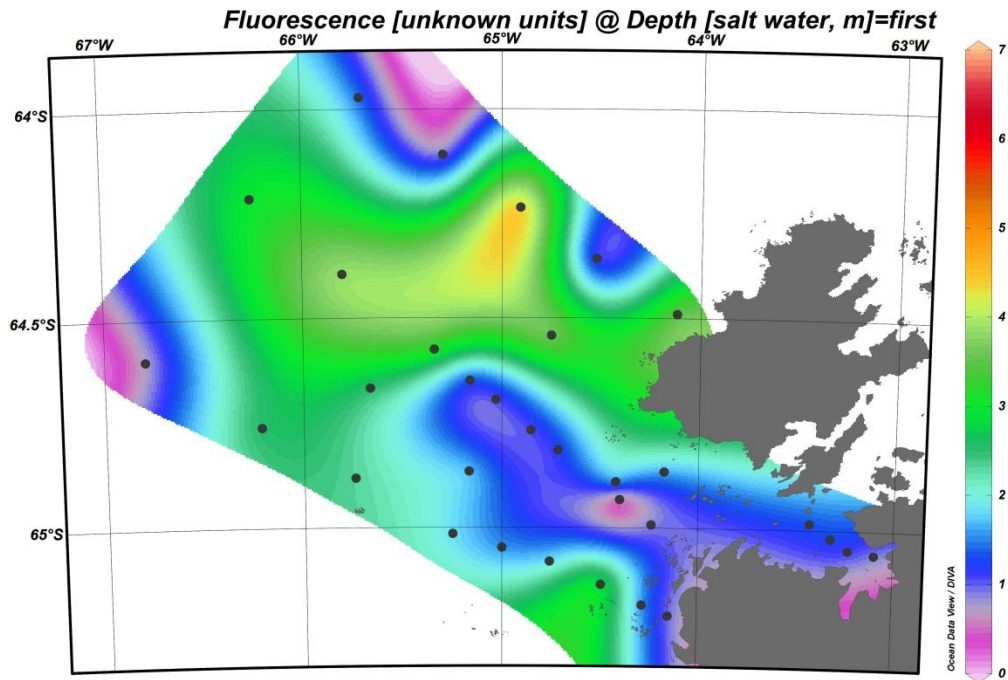 Fluorescence [unknown units] @ Depth [salt water, m]=first
67°W 66°W 65°W 64°W 63°W
64°S
64.5°S
65°S
7
6
5
4
3
2
1
0
Ocean Data View / DIVA